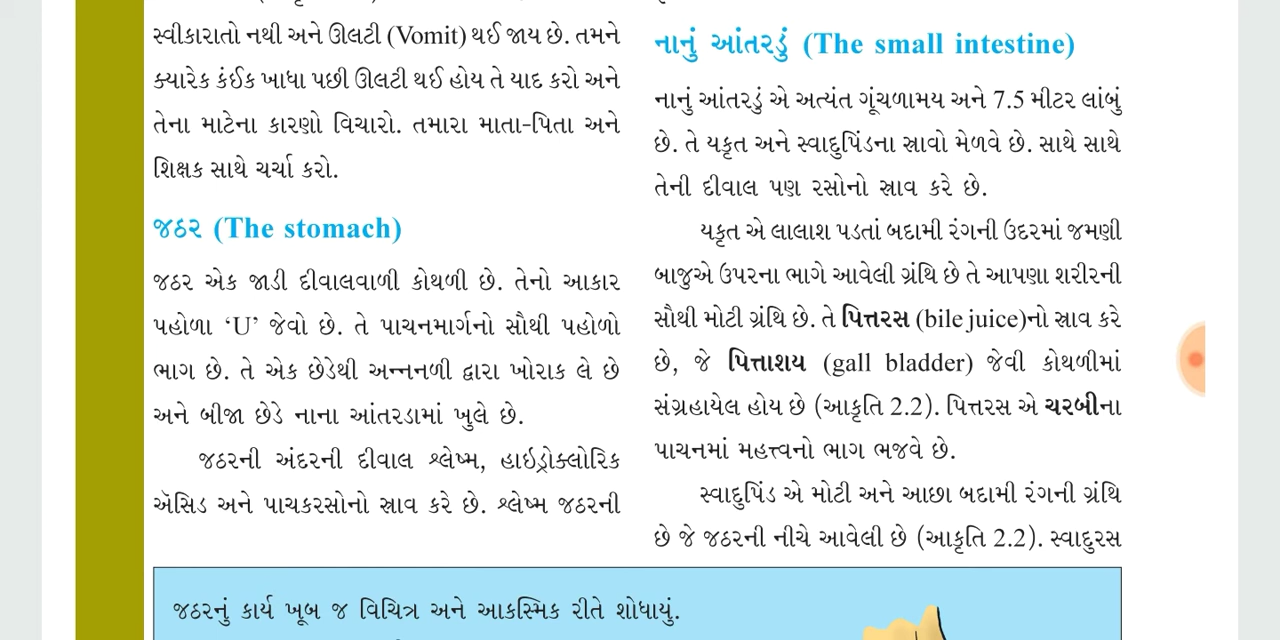 સ્વીકારાતો નથી અને ઊલટી (Vomit) થઈ જાય છે. તમને
ક્યારેક કંઈક ખાધા પછી ઊલટી થઈ હોય તે યાદ કરો અને
તેના માટેના કારણો વિચારો. તમારા માતા-પિતા અને
શિક્ષક સાથે ચર્ચા કરો.
જઠર (The stomach)
જઠર એક જાડી દીવાલવાળી કોથળી છે. તેનો આકાર
પહોળા ‘U’ જેવો છે. તે પાચનમાર્ગનો સૌથી પહોળો
ભાગ છે. તે એક છેડેથી અન્નનળી દ્વારા ખોરાક લે છે
અને બીજા છેડે નાના આંતરડામાં ખુલે છે.
જઠરની અંદરની દીવાલ શ્લેષ્મ, હાઇડ્રોક્લોરિક
ઍસિડ અને પાચકરસોનો સ્રાવ કરે છે. શ્લેષ્મ જઠરની
નાનું આંતરડું (The small intestine)
નાનું આંતરડું એ અત્યંત ગૂંચળામય અને 7.5 મીટર લાંબું
છે. તે યકૃત અને સ્વાદુપિંડના સ્રાવો મેળવે છે. સાથે સાથે
તેની દીવાલ પણ રસોનો સ્રાવ કરે છે.
યકૃત એ લાલાશ પડતાં બદામી રંગની ઉદરમાં જમણી
બાજુએ ઉપરના ભાગે આવેલી ગ્રંથિ છે તે આપણા શરીરની
સૌથી મોટી ગ્રંથિ છે. તે પિત્તરસ (bile juice)નો સ્રાવ કરે
છે, જે પિત્તાશય (gall bladder) જેવી કોથળીમાં
સંગ્રહાયેલ હોય છે (આકૃતિ 2.2). પિત્તરસ એ ચરબીના
પાચનમાં મહત્ત્વનો ભાગ ભજવે છે.
સ્વાદુપિંડ એ મોટી અને આછા બદામી રંગની ગ્રંથિ
છે જે જઠરની નીચે આવેલી છે (આકૃતિ 2.2). સ્વાદુરસ
જઠરનું કાર્ય ખૂબ જ વિચિત્ર અને આકસ્મિક રીતે શોધાયું.